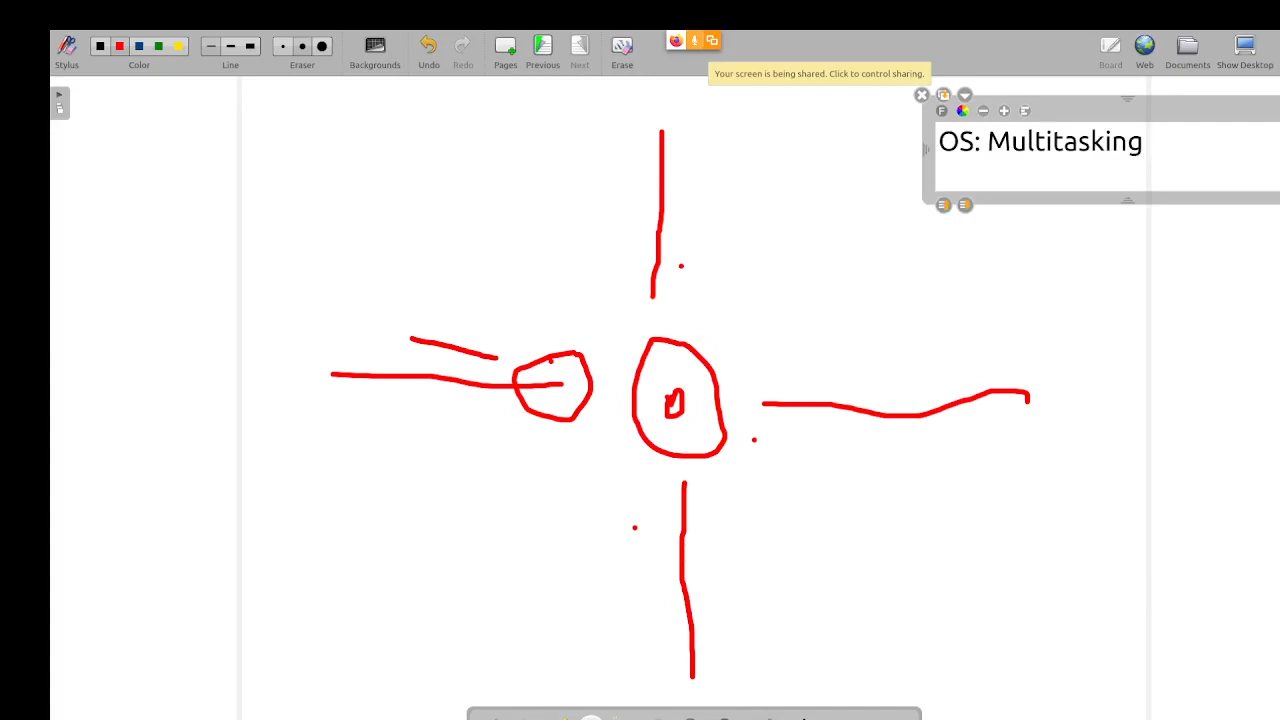 Stylus
Color
Line
Eraser
Backgrounds
Undo
Redo
Pages
Previous
Next
Erase
Board
Web
Documents
Show Desktop
Your screen is being shared. Click to control sharing.
F
OS: Multitasking